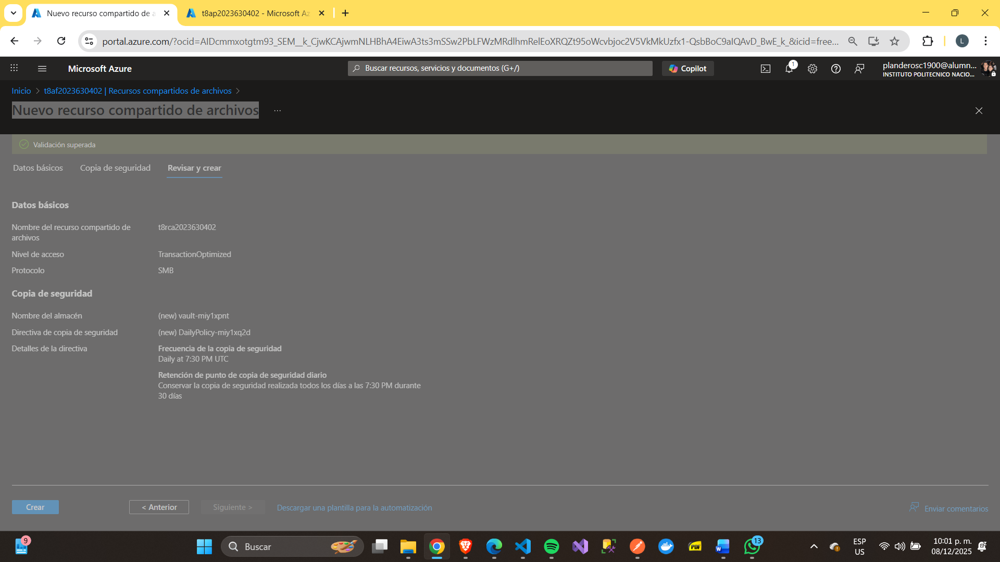 Nuevo recurso compartido de a
t8ap2023630402 - Microsoft Az
portal.azure.com/?ocid=AIDcmmxotgtm93_SEM__k_CjwKCAjwmNLHBhA4EiwA3ts3mSSw2PbLFWzMRdlhmRelEoXRQZt95oWcvbjoc2V5VkMkUzfx1-QsbBoC9aIQAvD_BwE_k_&icid=free...
L
Microsoft Azure
Buscar recursos, servicios y documentos (G+/)
Copilot
1
planderosc1900@alumn...
INSTITUTO POLITECNICO NACIO...
Inicio > t8af2023630402 | Recursos compartidos de archivos >
Nuevo recurso compartido de archivos ...
Validación superada
Datos básicos
Copia de seguridad
Revisar y crear
Datos básicos
Nombre del recurso compartido de archivos
t8rca2023630402
Nivel de acceso
TransactionOptimized
Protocolo
SMB
Copia de seguridad
Nombre del almacén
(new) vault-miy1xpnt
Directiva de copia de seguridad
(new) DailyPolicy-miy1xq2d
Detalles de la directiva
Frecuencia de la copia de seguridad
Daily at 7:30 PM UTC
Retención de punto de copia de seguridad diario
Conservar la copia de seguridad realizada todos los días a las 7:30 PM durante
30 días
Crear
< Anterior
Siguiente >
Descargar una plantilla para la automatización
Enviar comentarios
9
Buscar
PDF
13
ESP
US
10:01 p. m.
08/12/2025